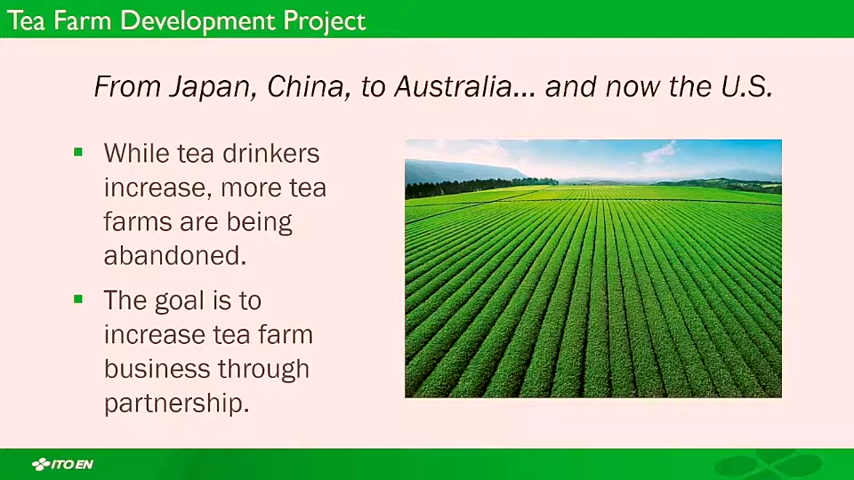 Tea Farm Development Project
From Japan, China, to Australia... and now the U.S.
▪ While tea drinkers
increase, more tea
farms are being
abandoned.
▪ The goal is to
increase tea farm
business through
partnership.
ITO EN